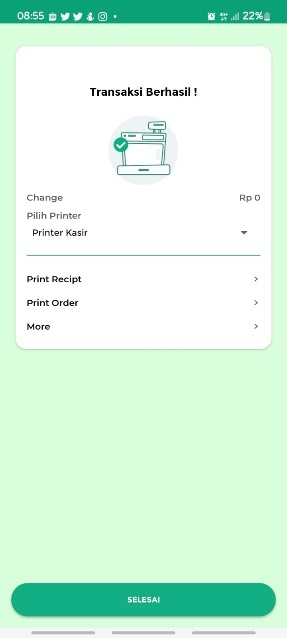 08:55
22%
Transaksi Berhasil !
Change Rp 0
Pilih Printer
Printer Kasir
Print Recipt
Print Order
More
SELESAI